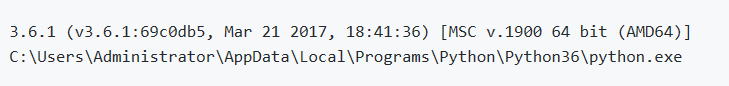 3.6.1 (v3.6.1:69c0db5, Mar 21 2017, 18:41:36) [MSC v.1900 64 bit (AMD64)]
C:\Users\Administrator\AppData\Local\Programs\Python\Python36\python.exe